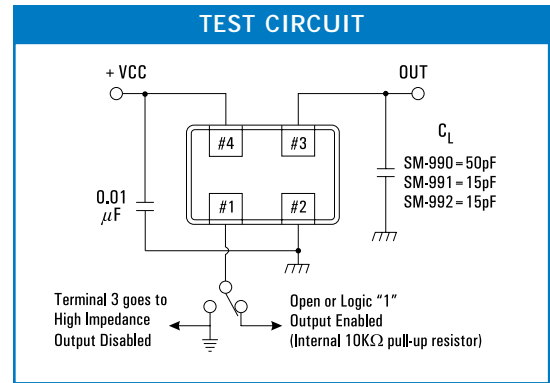 TEST CIRCUIT
+ VCC
OUT
#4
#3
#1
#2
0.01
μF
CL
SM-990 = 50pF
SM-991 = 15pF
SM-992 = 15pF
Terminal 3 goes to
High Impedance
Output Disabled
Open or Logic “1”
Output Enabled
(Internal 10KΩ pull-up resistor)